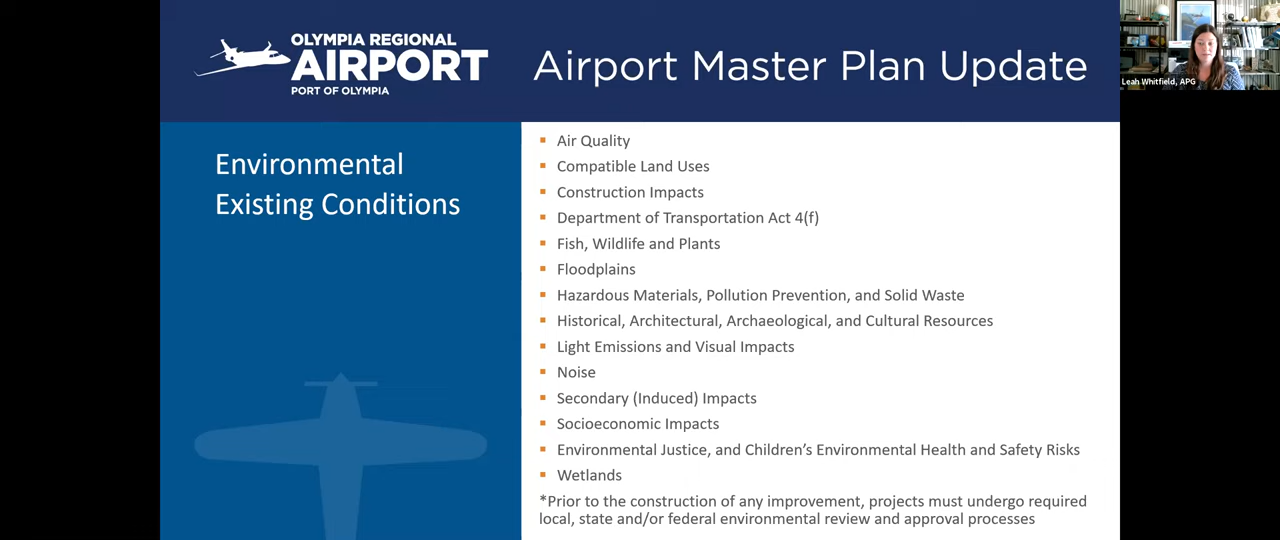 OLYMPIA REGIONAL
AIRPORT
PORT OF OLYMPIA
Airport Master Plan Update
Leah Whitfield, APG
Environmental
Existing Conditions
▪ Air Quality
▪ Compatible Land Uses
▪ Construction Impacts
▪ Department of Transportation Act 4(f)
▪ Fish, Wildlife and Plants
▪ Floodplains
▪ Hazardous Materials, Pollution Prevention, and Solid Waste
▪ Historical, Architectural, Archaeological, and Cultural Resources
▪ Light Emissions and Visual Impacts
▪ Noise
▪ Secondary (Induced) Impacts
▪ Socioeconomic Impacts
▪ Environmental Justice, and Children’s Environmental Health and Safety Risks
▪ Wetlands
*Prior to the construction of any improvement, projects must undergo required
local, state and/or federal environmental review and approval processes